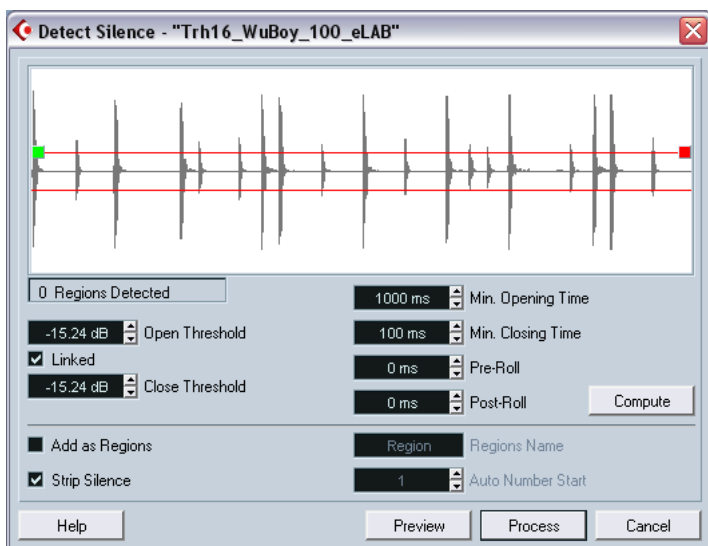 Detect Silence - "Trh16_WuBoy_100_eLAB"
0 Regions Detected
1000 ms Min. Opening Time
-15.24 dB Open Threshold
100 ms Min. Closing Time
Linked
0 ms Pre-Roll
-15.24 dB Close Threshold
0 ms Post-Roll
Compute
Add as Regions
Region Regions Name
Strip Silence
1 Auto Number Start
Help
Preview
Process
Cancel